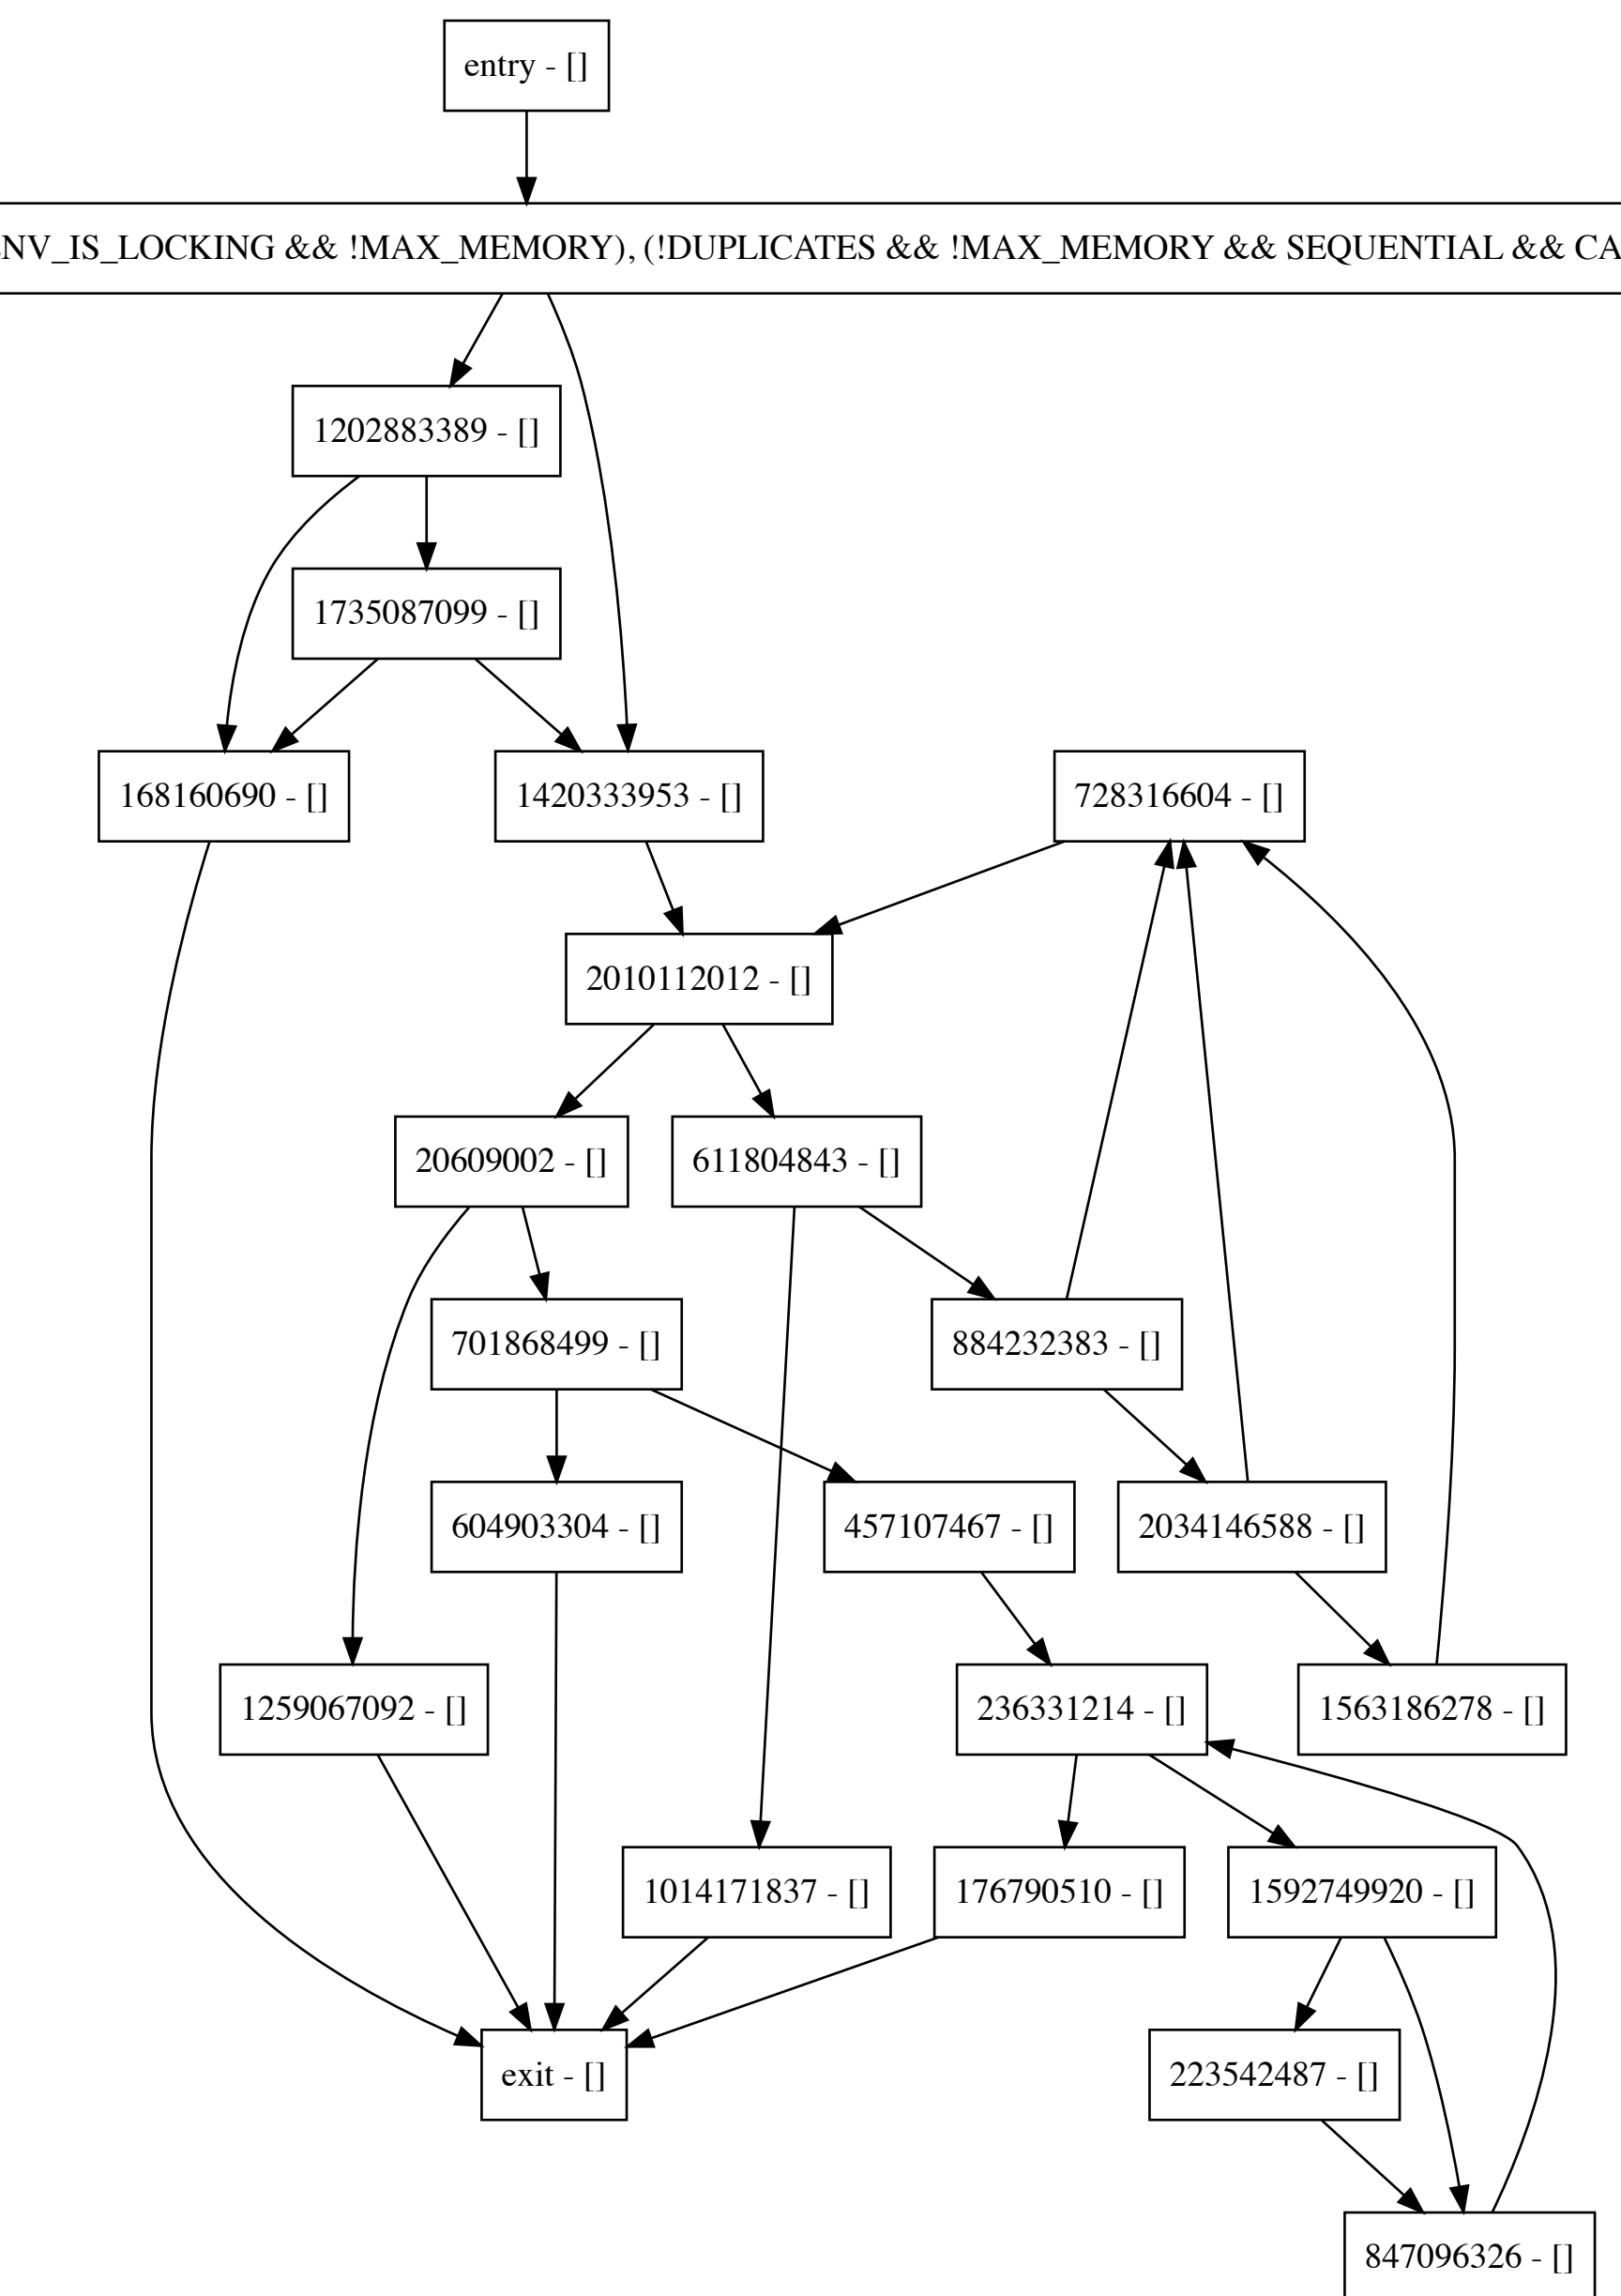 entry - []
NV_IS_LOCKING && !MAX_MEMORY), (!DUPLICATES && !MAX_MEMORY && SEQUENTIAL && CA
1202883389 - []
1735087099 - []
168160690 - []
1420333953 - []
728316604 - []
2010112012 - []
20609002 - []
611804843 - []
701868499 - []
884232383 - []
604903304 - []
457107467 - []
2034146588 - []
1259067092 - []
236331214 - []
1563186278 - []
1014171837 - []
176790510 - []
1592749920 - []
exit - []
223542487 - []
847096326 - []